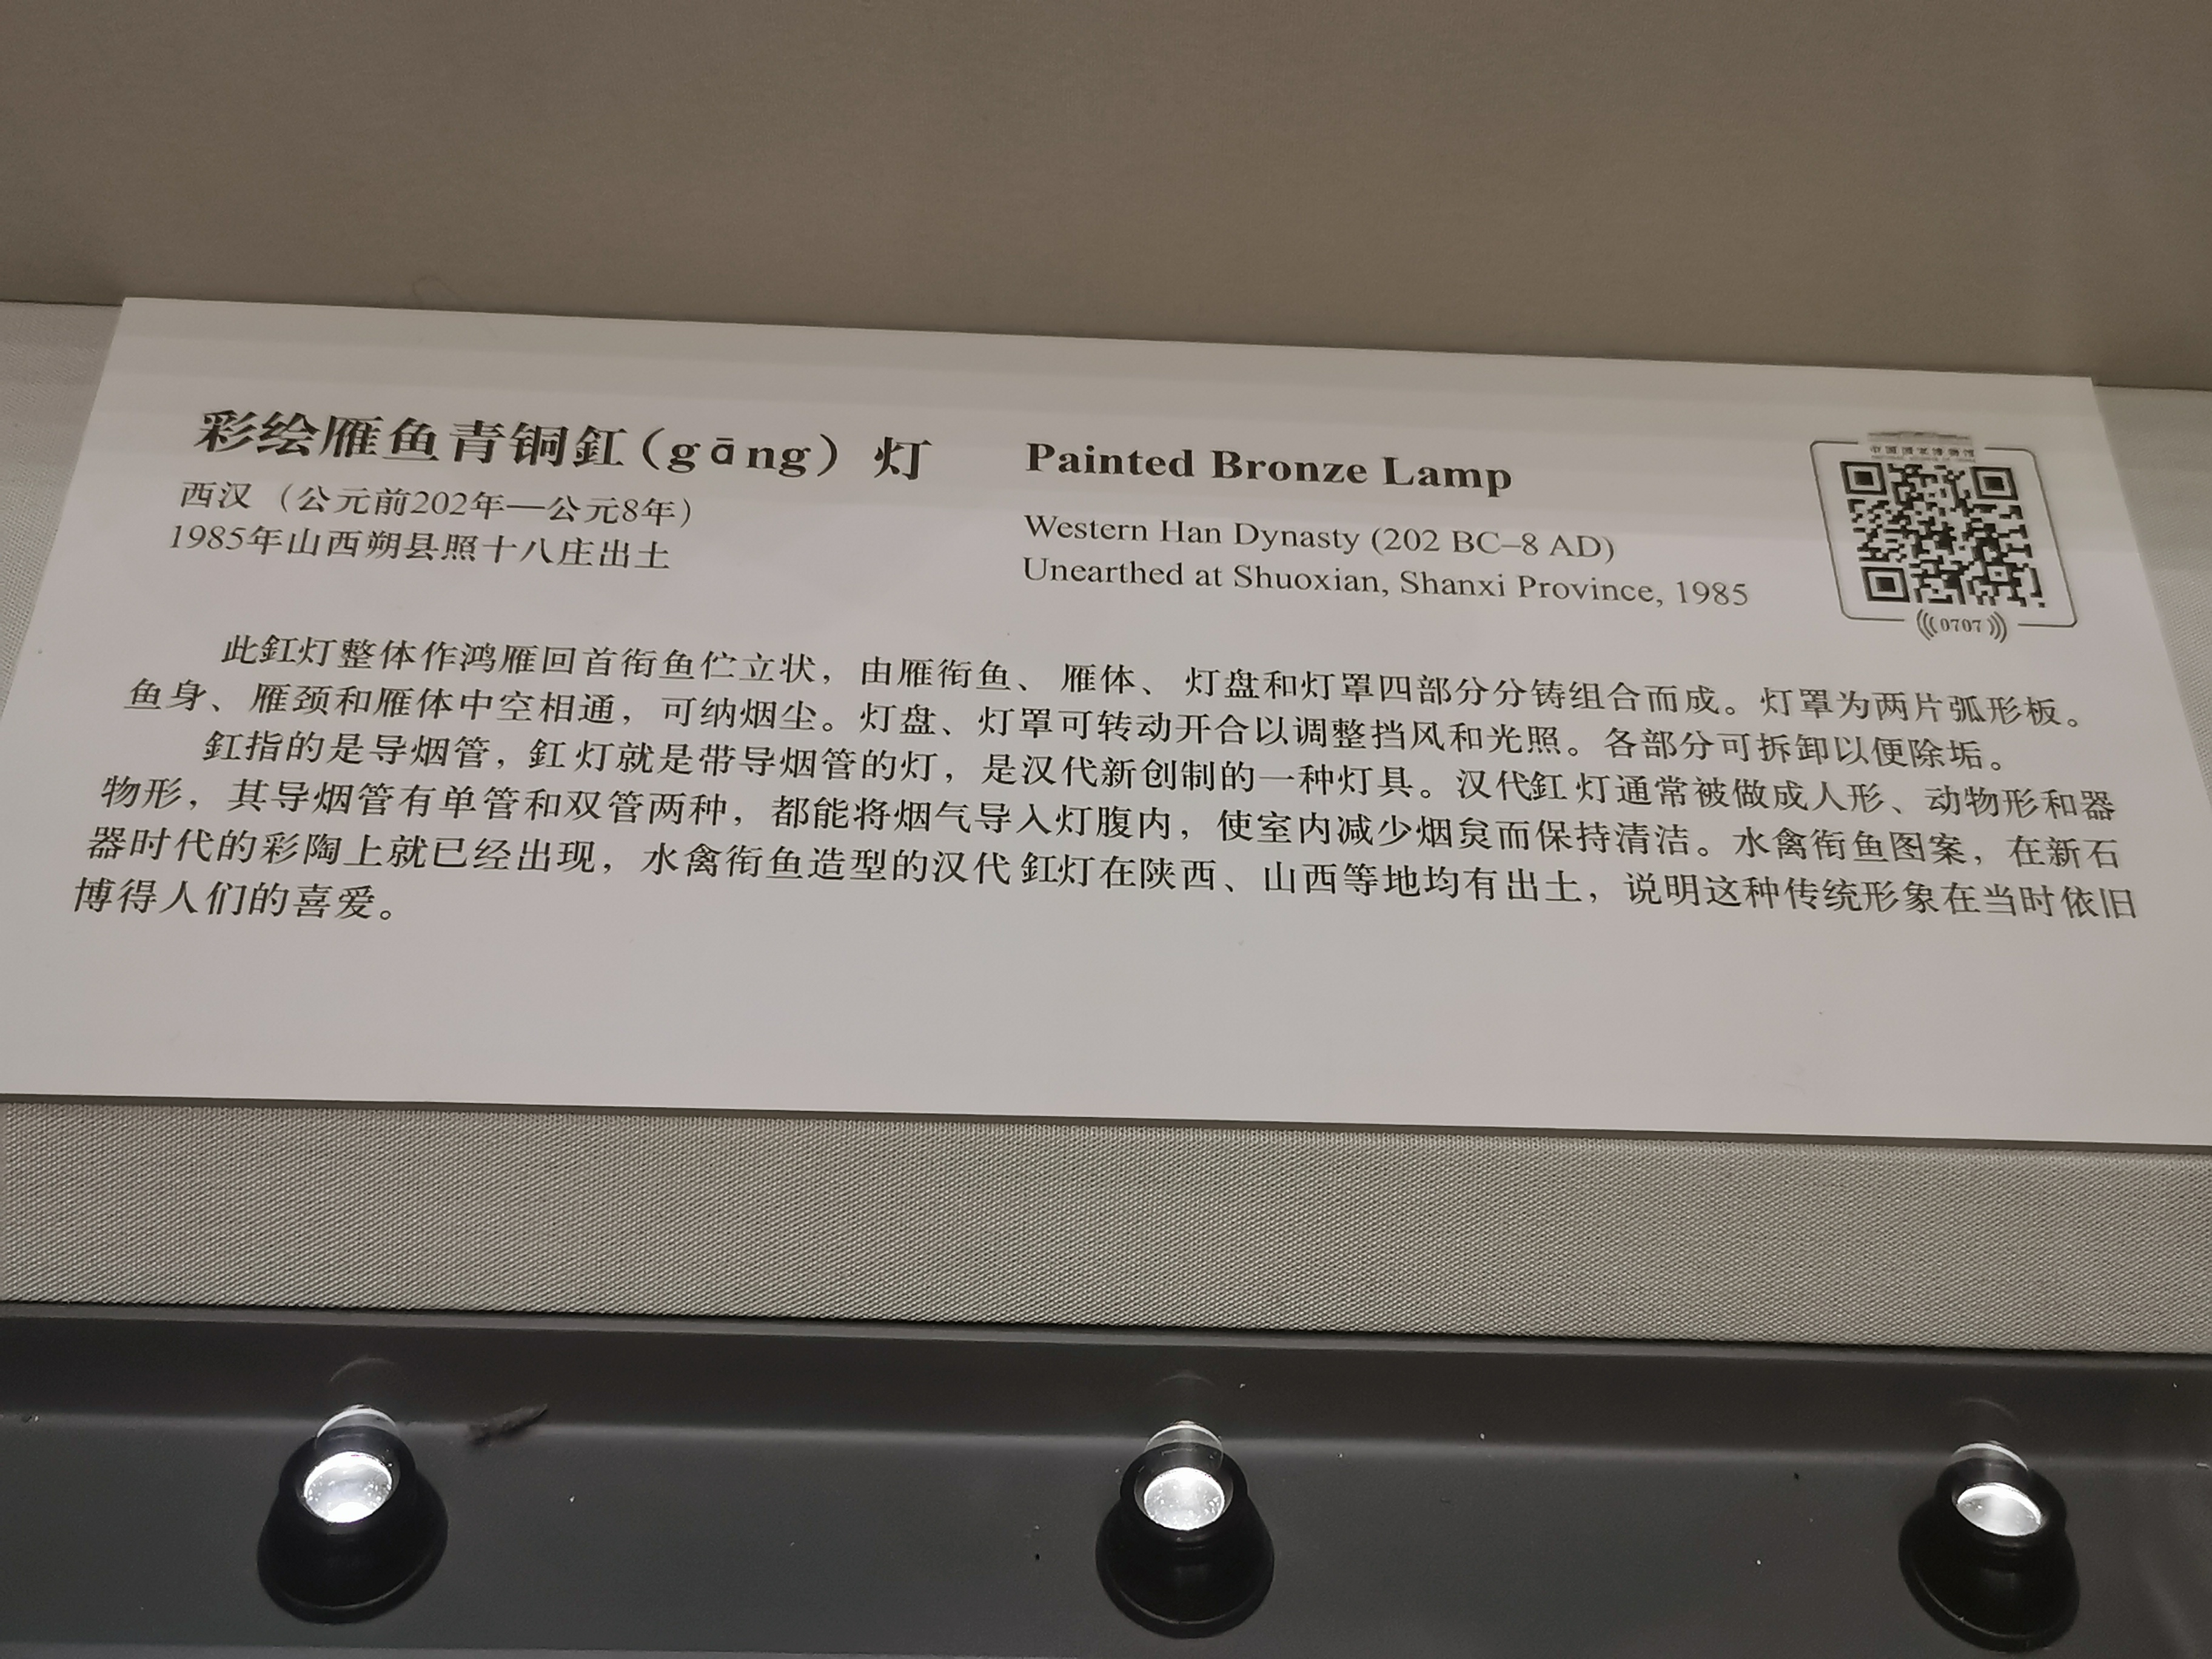 彩绘雁鱼青铜釭（gāng）灯
西汉（公元前202年—公元8年）
1985年山西朔县照十八庄出土
Painted Bronze Lamp
Western Han Dynasty (202 BC–8 AD)
Unearthed at Shuoxian, Shanxi Province, 1985
中国国家博物馆
0707
此釭灯整体作鸿雁回首衔鱼伫立状，由雁衔鱼、雁体、灯盘和灯罩四部分分铸组合而成。灯罩为两片弧形板。
鱼身、雁颈和雁体中空相通，可纳烟尘。灯盘、灯罩可转动开合以调整挡风和光照。各部分可拆卸以便除垢。
釭指的是导烟管，釭灯就是带导烟管的灯，是汉代新创制的一种灯具。汉代釭灯通常被做成人形、动物形和器
物形，其导烟管有单管和双管两种，都能将烟气导入灯腹内，使室内减少烟炱而保持清洁。水禽衔鱼图案，在新石
器时代的彩陶上就已经出现，水禽衔鱼造型的汉代釭灯在陕西、山西等地均有出土，说明这种传统形象在当时依旧
博得人们的喜爱。